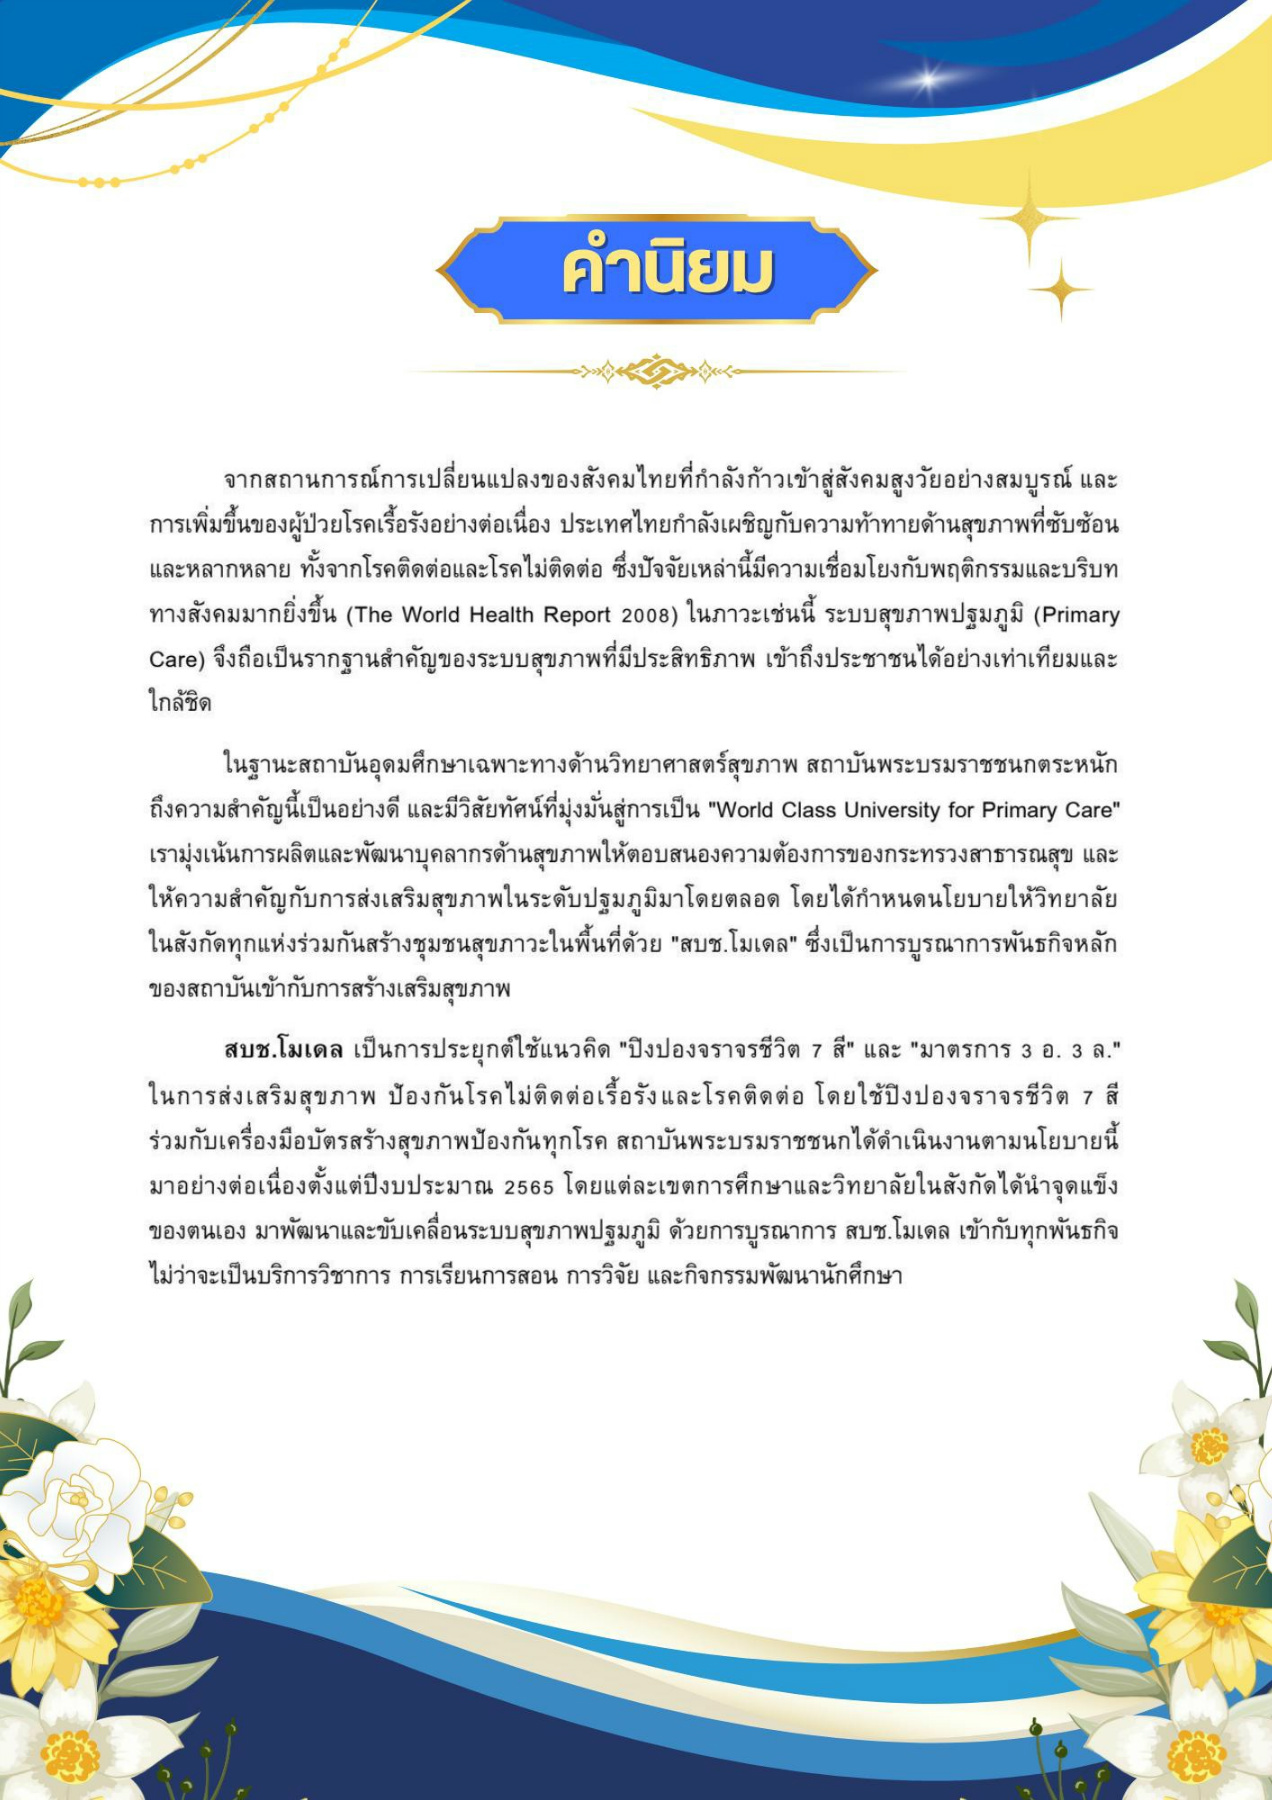 คำนิยม
จากสถานการณ์การเปลี่ยนแปลงของสังคมไทยที่กำลังก้าวเข้าสู่สังคมสูงวัยอย่างสมบูรณ์ และ
การเพิ่มขึ้นของผู้ป่วยโรคเรื้อรังอย่างต่อเนื่อง ประเทศไทยกำลังเผชิญกับความท้าทายด้านสุขภาพที่ซับซ้อน
และหลากหลาย ทั้งจากโรคติดต่อและโรคไม่ติดต่อ ซึ่งปัจจัยเหล่านี้มีความเชื่อมโยงกับพฤติกรรมและบริบท
ทางสังคมมากยิ่งขึ้น (The World Health Report 2008) ในภาวะเช่นนี้ ระบบสุขภาพปฐมภูมิ (Primary
Care) จึงถือเป็นรากฐานสำคัญของระบบสุขภาพที่มีประสิทธิภาพ เข้าถึงประชาชนได้อย่างเท่าเทียมและ
ใกล้ชิด
ในฐานะสถาบันอุดมศึกษาเฉพาะทางด้านวิทยาศาสตร์สุขภาพ สถาบันพระบรมราชชนกตระหนัก
ถึงความสำคัญนี้เป็นอย่างดี และมีวิสัยทัศน์ที่มุ่งมั่นสู่การเป็น "World Class University for Primary Care"
เรามุ่งเน้นการผลิตและพัฒนาบุคลากรด้านสุขภาพให้ตอบสนองความต้องการของกระทรวงสาธารณสุข และ
ให้ความสำคัญกับการส่งเสริมสุขภาพในระดับปฐมภูมิมาโดยตลอด โดยได้กำหนดนโยบายให้วิทยาลัย
ในสังกัดทุกแห่งร่วมกันสร้างชุมชนสุขภาวะในพื้นที่ด้วย "สบช.โมเดล" ซึ่งเป็นการบูรณาการพันธกิจหลัก
ของสถาบันเข้ากับการสร้างเสริมสุขภาพ
สบช.โมเดล เป็นการประยุกต์ใช้แนวคิด "ปิงปองจราจรชีวิต 7 สี" และ "มาตรการ 3 อ. 3 ล."
ในการส่งเสริมสุขภาพ ป้องกันโรคไม่ติดต่อเรื้อรังและโรคติดต่อ โดยใช้ปิงปองจราจรชีวิต 7 สี
ร่วมกับเครื่องมือบัตรสร้างสุขภาพป้องกันทุกโรค สถาบันพระบรมราชชนกได้ดำเนินงานตามนโยบายนี้
มาอย่างต่อเนื่องตั้งแต่ปีงบประมาณ 2565 โดยแต่ละเขตการศึกษาและวิทยาลัยในสังกัดได้นำจุดแข็ง
ของตนเอง มาพัฒนาและขับเคลื่อนระบบสุขภาพปฐมภูมิ ด้วยการบูรณาการ สบช.โมเดล เข้ากับทุกพันธกิจ
ไม่ว่าจะเป็นบริการวิชาการ การเรียนการสอน การวิจัย และกิจกรรมพัฒนานักศึกษา